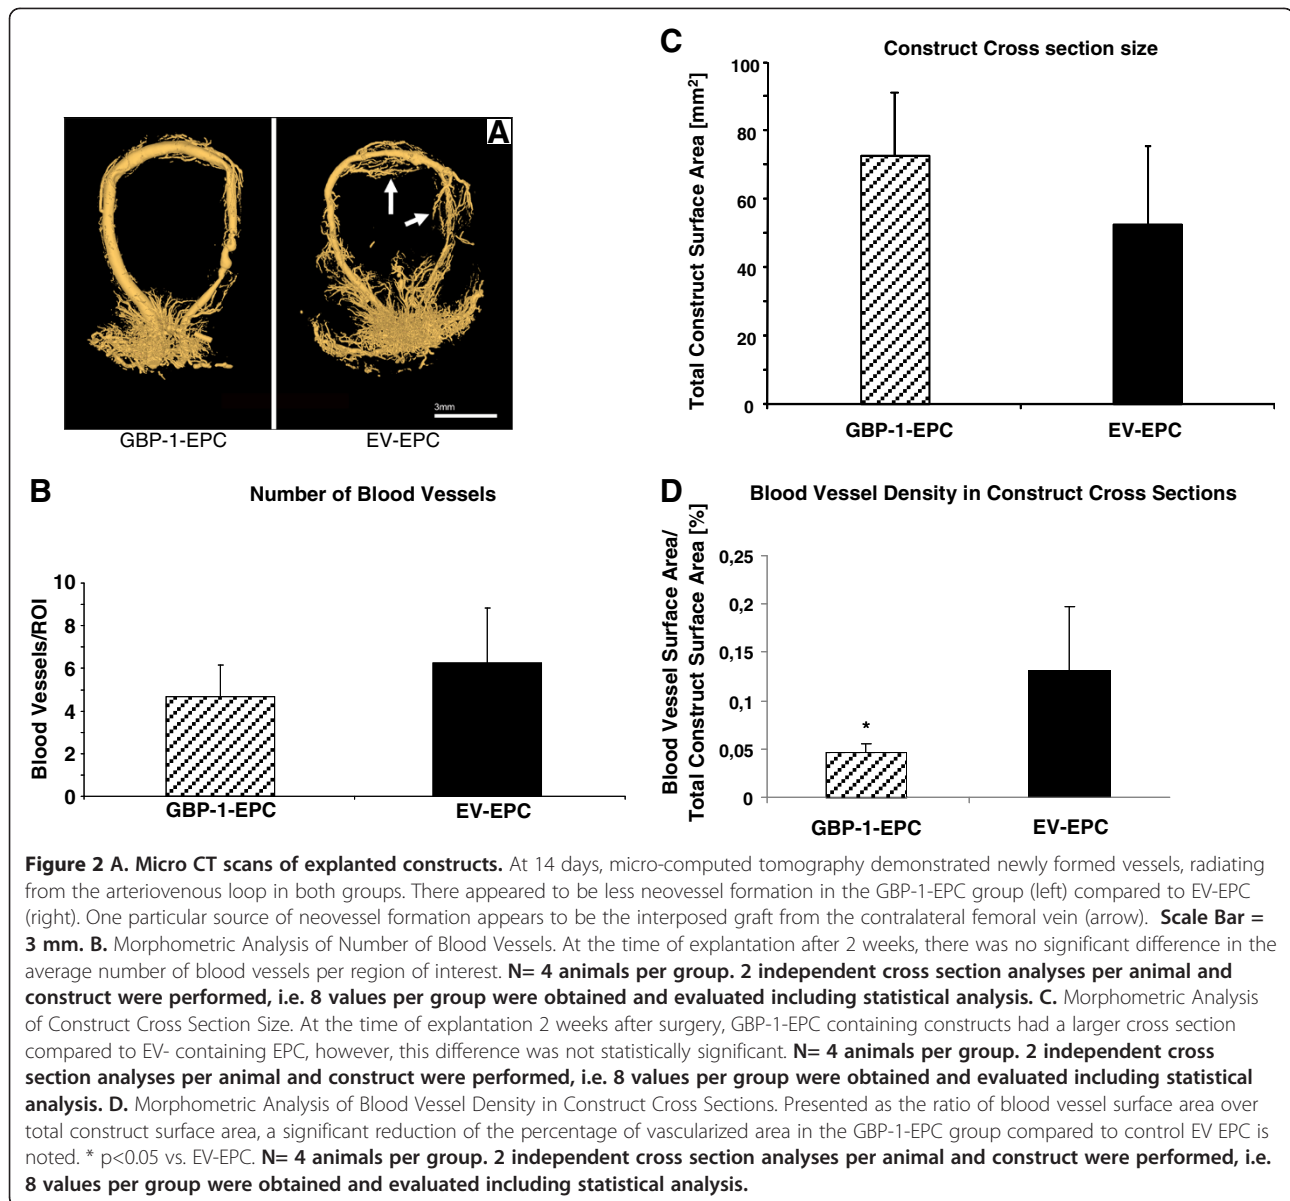 A
3mm
GBP-1-EPC
EV-EPC
B
Number of Blood Vessels
Blood Vessels/ROI
10
8
6
4
2
0
GBP-1-EPC
EV-EPC
C
Construct Cross section size
Total Construct Surface Area [mm²]
100
80
60
40
20
0
GBP-1-EPC
EV-EPC
D
Blood Vessel Density in Construct Cross Sections
Blood Vessel Surface Area/
Total Construct Surface Area [%]
0,25
0,2
0,15
0,1
0,05
0
*
GBP-1-EPC
EV-EPC
Figure 2 A. Micro CT scans of explanted constructs. At 14 days, micro-computed tomography demonstrated newly formed vessels, radiating
from the arteriovenous loop in both groups. There appeared to be less neovessel formation in the GBP-1-EPC group (left) compared to EV-EPC
(right). One particular source of neovessel formation appears to be the interposed graft from the contralateral femoral vein (arrow). Scale Bar =
3 mm. B. Morphometric Analysis of Number of Blood Vessels. At the time of explantation after 2 weeks, there was no significant difference in the
average number of blood vessels per region of interest. N= 4 animals per group. 2 independent cross section analyses per animal and
construct were performed, i.e. 8 values per group were obtained and evaluated including statistical analysis. C. Morphometric Analysis
of Construct Cross Section Size. At the time of explantation 2 weeks after surgery, GBP-1-EPC containing constructs had a larger cross section
compared to EV- containing EPC, however, this difference was not statistically significant. N= 4 animals per group. 2 independent cross
section analyses per animal and construct were performed, i.e. 8 values per group were obtained and evaluated including statistical
analysis. D. Morphometric Analysis of Blood Vessel Density in Construct Cross Sections. Presented as the ratio of blood vessel surface area over
total construct surface area, a significant reduction of the percentage of vascularized area in the GBP-1-EPC group compared to control EV EPC is
noted. * p<0.05 vs. EV-EPC. N= 4 animals per group. 2 independent cross section analyses per animal and construct were performed, i.e.
8 values per group were obtained and evaluated including statistical analysis.